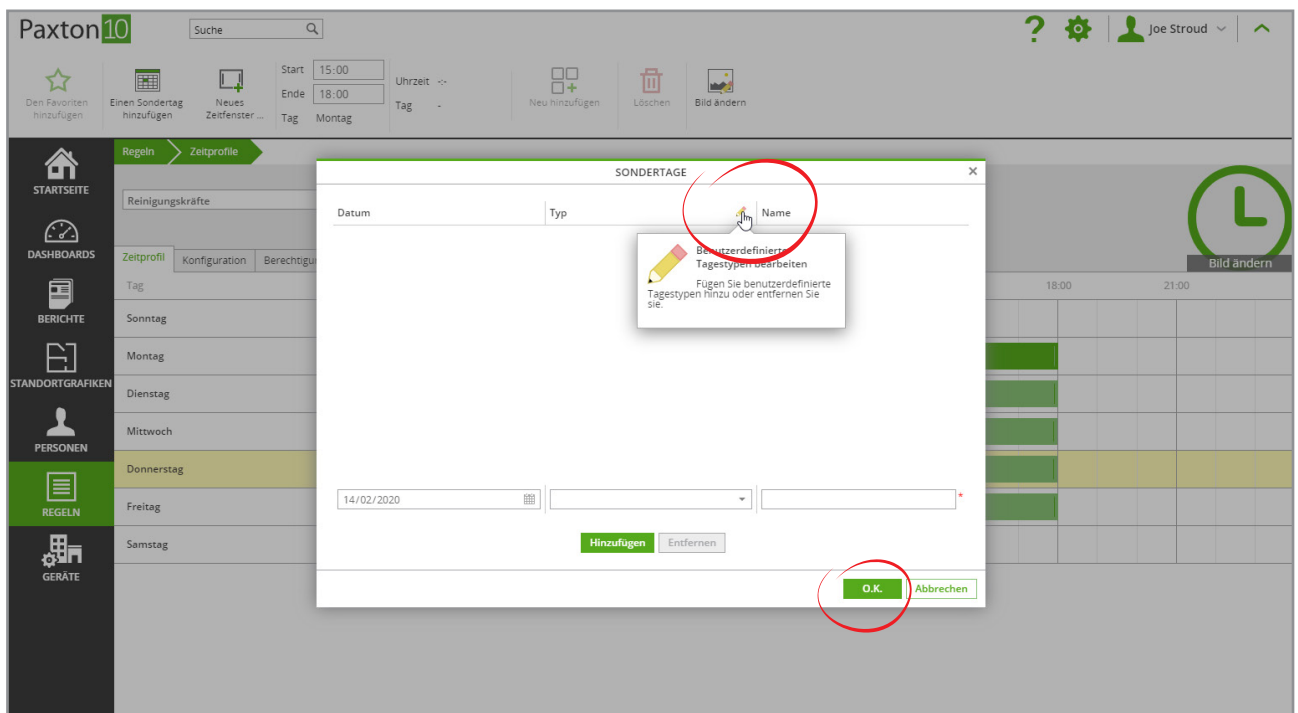 Paxton10
Suche
Joe Stroud
Den Favoriten
hinzufügen
Einen Sondertag
hinzufügen
Neues
Zeitfenster ...
Start 15:00
Ende 18:00
Tag Montag
Uhrzeit -:-
Tag -
Neu hinzufügen
Löschen
Bild ändern
STARTSEITE
DASHBOARDS
BERICHTE
STANDORTGRAFIKEN
PERSONEN
REGELN
GERÄTE
Regeln
Zeitprofile
Reinigungskräfte
Bild ändern
Zeitprofil
Konfiguration
Tag
18:00
21:00
Sonntag
Montag
Dienstag
Mittwoch
Donnerstag
Freitag
Samstag
SONDERTAGE
Datum
Typ
Name
Benutzerdefinierte
Tagestypen bearbeiten
Fügen Sie benutzerdefinierte
Tagestypen hinzu oder entfernen Sie
sie.
14/02/2020
*
Hinzufügen
Entfernen
O.K.
Abbrechen